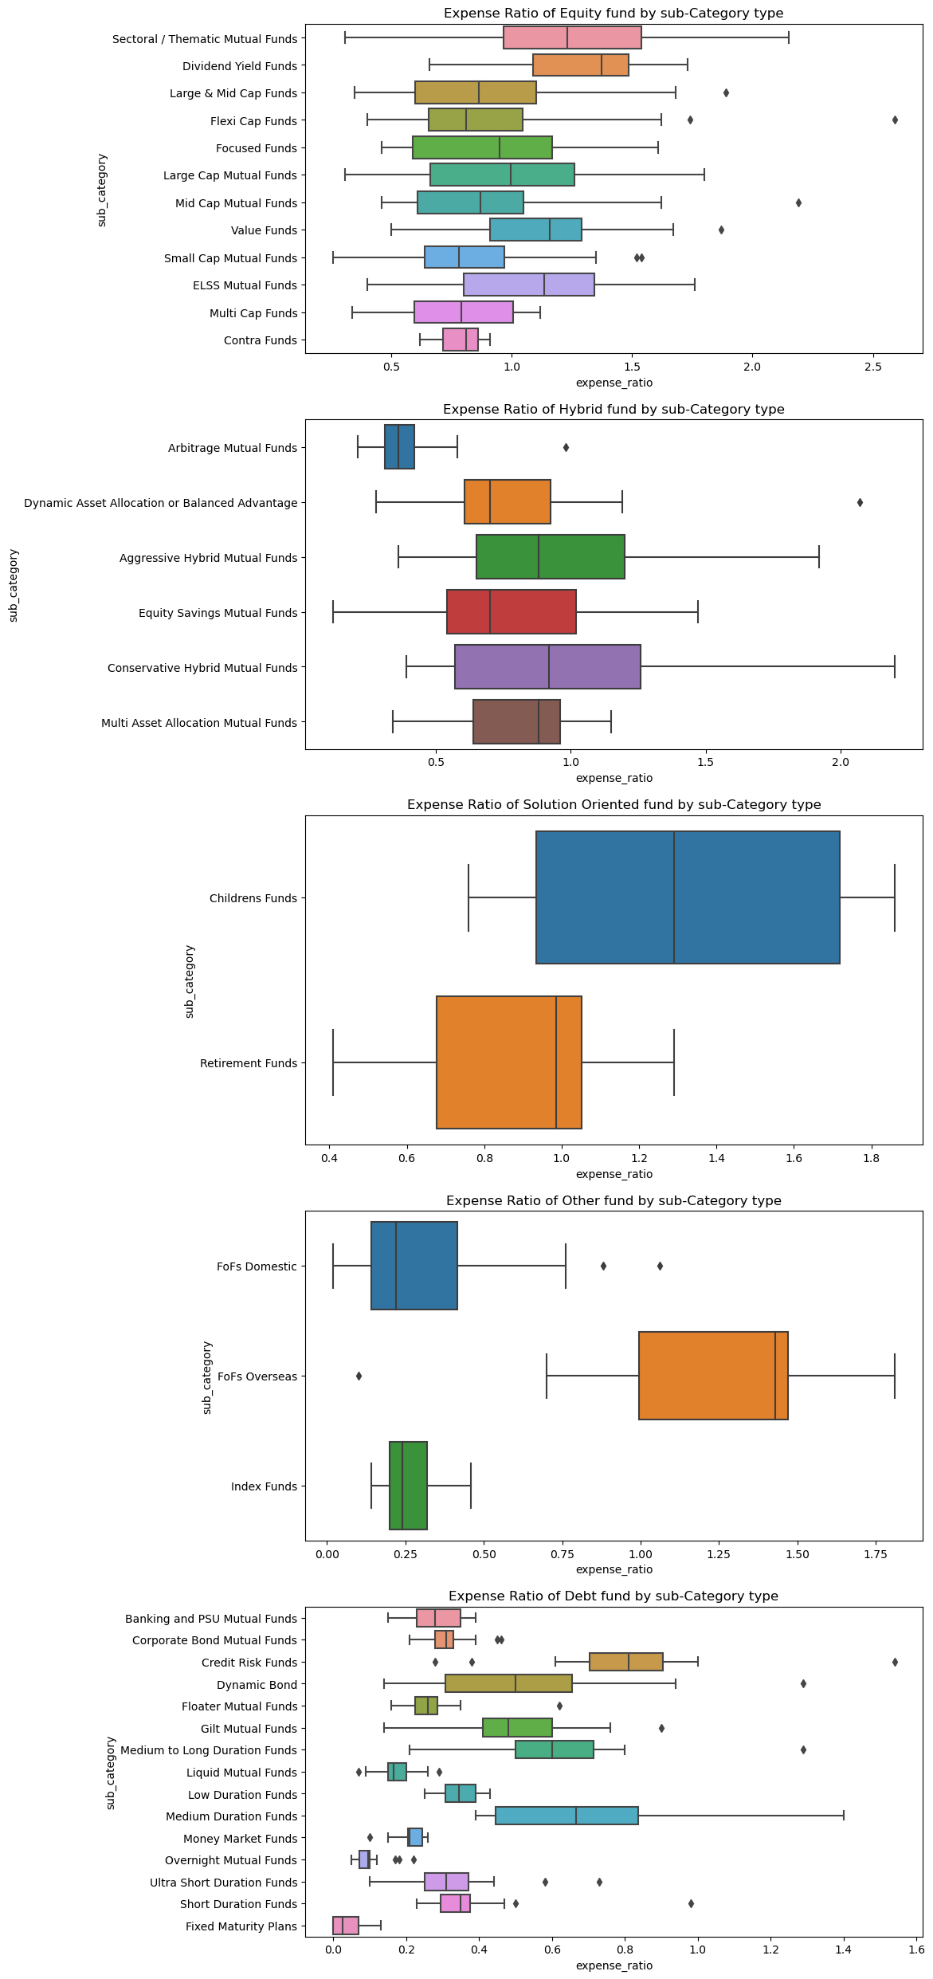 Expense Ratio of Equity fund by sub-Category type
Sectoral / Thematic Mutual Funds
Dividend Yield Funds
Large & Mid Cap Funds
Flexi Cap Funds
Focused Funds
Large Cap Mutual Funds
Mid Cap Mutual Funds
Value Funds
Small Cap Mutual Funds
ELSS Mutual Funds
Multi Cap Funds
Contra Funds
sub_category
0.5 1.0 1.5 2.0 2.5
expense_ratio
Expense Ratio of Hybrid fund by sub-Category type
Arbitrage Mutual Funds
Dynamic Asset Allocation or Balanced Advantage
Aggressive Hybrid Mutual Funds
Equity Savings Mutual Funds
Conservative Hybrid Mutual Funds
Multi Asset Allocation Mutual Funds
sub_category
0.5 1.0 1.5 2.0
expense_ratio
Expense Ratio of Solution Oriented fund by sub-Category type
Childrens Funds
Retirement Funds
sub_category
0.4 0.6 0.8 1.0 1.2 1.4 1.6 1.8
expense_ratio
Expense Ratio of Other fund by sub-Category type
FoFs Domestic
FoFs Overseas
Index Funds
sub_category
0.00 0.25 0.50 0.75 1.00 1.25 1.50 1.75
expense_ratio
Expense Ratio of Debt fund by sub-Category type
Banking and PSU Mutual Funds
Corporate Bond Mutual Funds
Credit Risk Funds
Dynamic Bond
Floater Mutual Funds
Gilt Mutual Funds
Medium to Long Duration Funds
Liquid Mutual Funds
Low Duration Funds
Medium Duration Funds
Money Market Funds
Overnight Mutual Funds
Ultra Short Duration Funds
Short Duration Funds
Fixed Maturity Plans
sub_category
0.0 0.2 0.4 0.6 0.8 1.0 1.2 1.4 1.6
expense_ratio